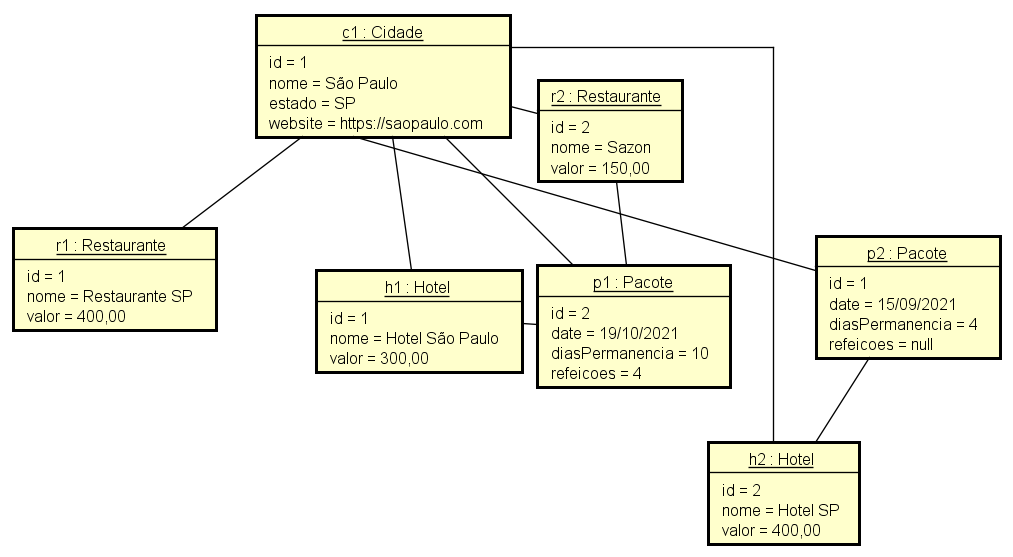 c1 : Cidade
id = 1
nome = São Paulo
estado = SP
website = https://saopaulo.com
r2 : Restaurante
id = 2
nome = Sazon
valor = 150,00
r1 : Restaurante
id = 1
nome = Restaurante SP
valor = 400,00
h1 : Hotel
id = 1
nome = Hotel São Paulo
valor = 300,00
p1 : Pacote
id = 2
date = 19/10/2021
diasPermanencia = 10
refeicoes = 4
p2 : Pacote
id = 1
date = 15/09/2021
diasPermanencia = 4
refeicoes = null
h2 : Hotel
id = 2
nome = Hotel SP
valor = 400,00